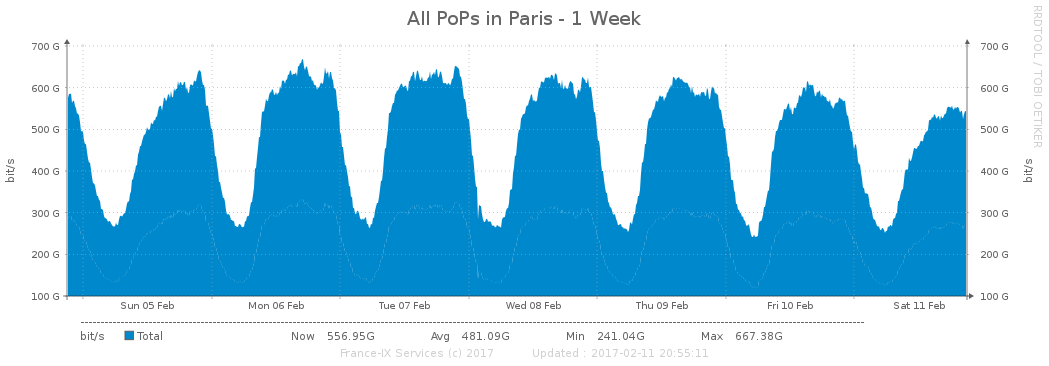 All PoPs in Paris - 1 Week
RRDTOOL / TOBI OETIKER
bit/s
700 G
600 G
500 G
400 G
300 G
200 G
100 G
700 G
600 G
500 G
400 G
300 G
200 G
100 G
bit/s
Sun 05 Feb Mon 06 Feb Tue 07 Feb Wed 08 Feb Thu 09 Feb Fri 10 Feb Sat 11 Feb
bit/s Total Now 556.95G Avg 481.09G Min 241.04G Max 667.38G
France-IX Services (c) 2017 Updated : 2017-02-11 20:55:11